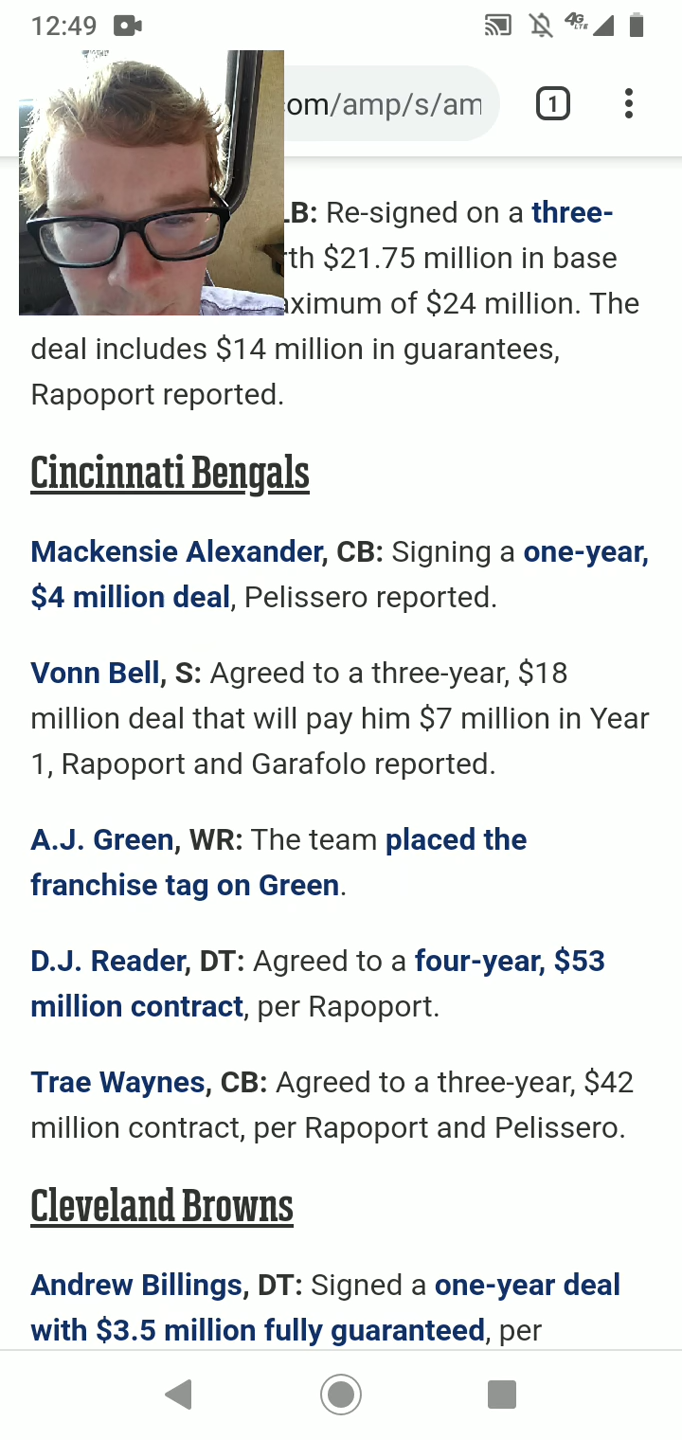 12:49
4G
LTE
om/amp/s/am
1
LB: Re-signed on a three-
rth $21.75 million in base
aximum of $24 million. The
deal includes $14 million in guarantees,
Rapoport reported.
Cincinnati Bengals
Mackensie Alexander, CB: Signing a one-year,
$4 million deal, Pelissero reported.
Vonn Bell, S: Agreed to a three-year, $18
million deal that will pay him $7 million in Year
1, Rapoport and Garafolo reported.
A.J. Green, WR: The team placed the
franchise tag on Green.
D.J. Reader, DT: Agreed to a four-year, $53
million contract, per Rapoport.
Trae Waynes, CB: Agreed to a three-year, $42
million contract, per Rapoport and Pelissero.
Cleveland Browns
Andrew Billings, DT: Signed a one-year deal
with $3.5 million fully guaranteed, per